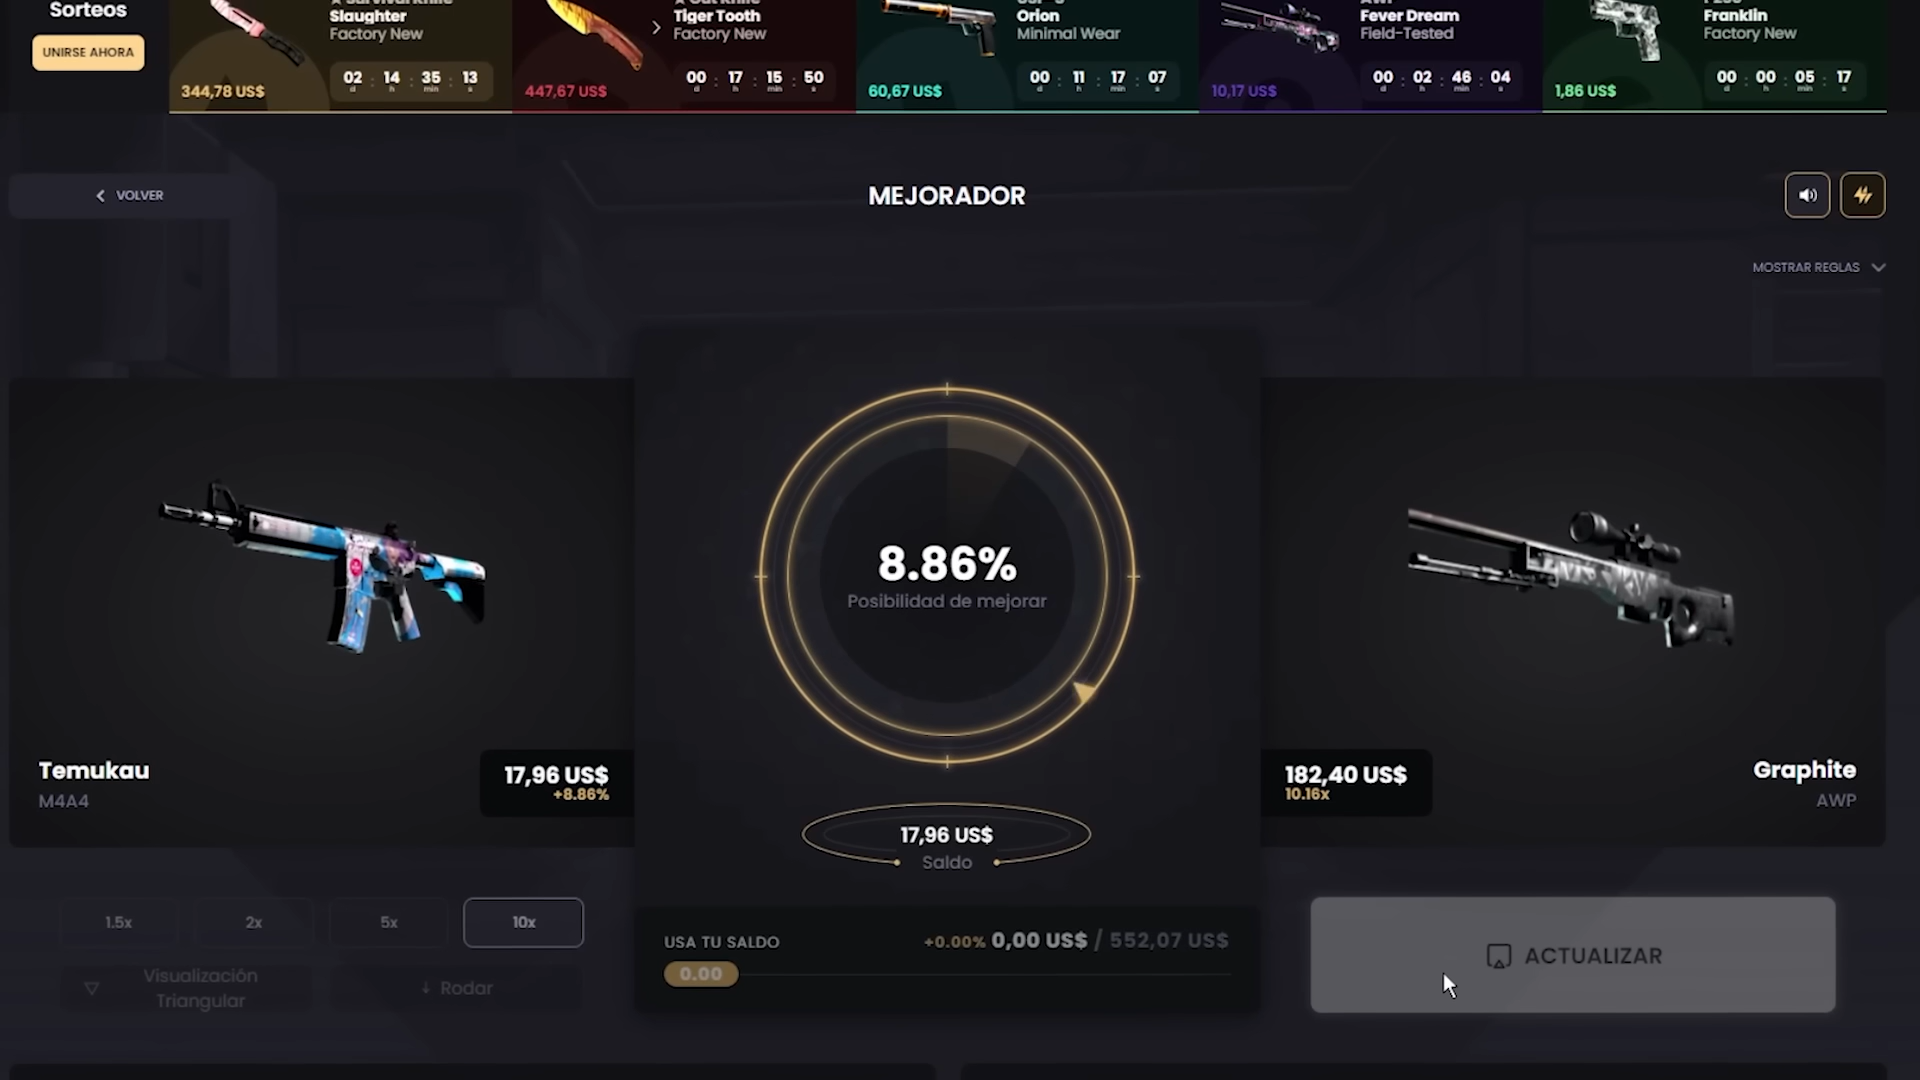 Sorteos
UNIRSE AHORA
Slaughter
Factory New
344,78 US$
02 : 14 : 35 : 13
d h min s
Tiger Tooth
Factory New
447,67 US$
00 : 17 : 15 : 50
d h min s
Orion
Minimal Wear
60,67 US$
00 : 11 : 17 : 07
d h min s
Fever Dream
Field-Tested
10,17 US$
00 : 02 : 46 : 04
d h min s
Franklin
Factory New
1,86 US$
00 : 00 : 05 : 17
d h min s
VOLVER
MEJORADOR
MOSTRAR REGLAS
8.86%
Posibilidad de mejorar
Temukau
M4A4
17,96 US$
+8.86%
182,40 US$
10.16x
Graphite
AWP
17,96 US$
Saldo
1.5x
2x
5x
10x
Visualización
Triangular
Rodar
USA TU SALDO
+0.00% 0,00 US$ / 552,07 US$
0.00
ACTUALIZAR